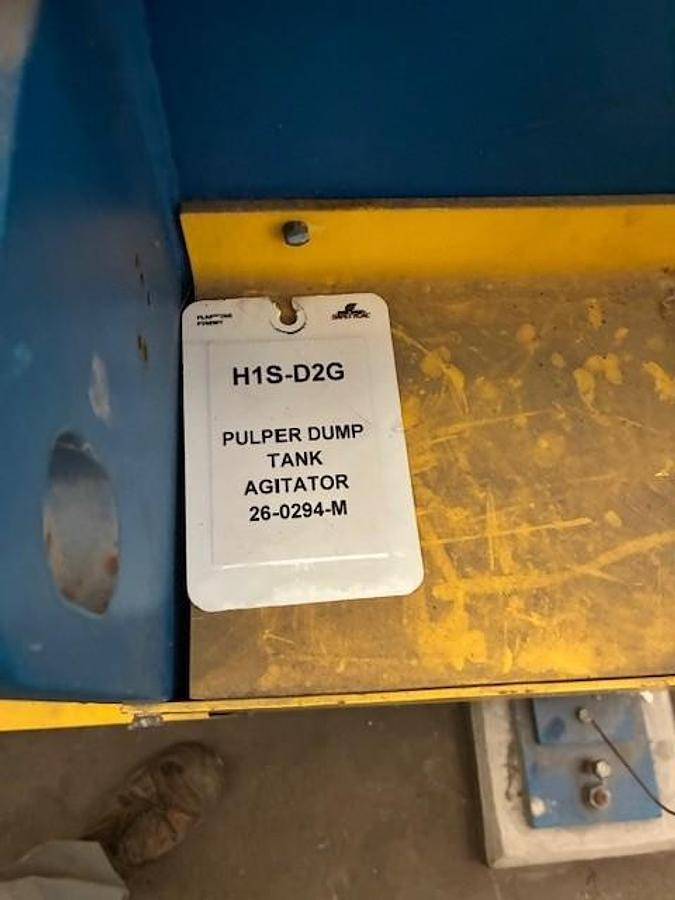 H1S-D2G
PULPER DUMP
TANK
AGITATOR
26-0294-M